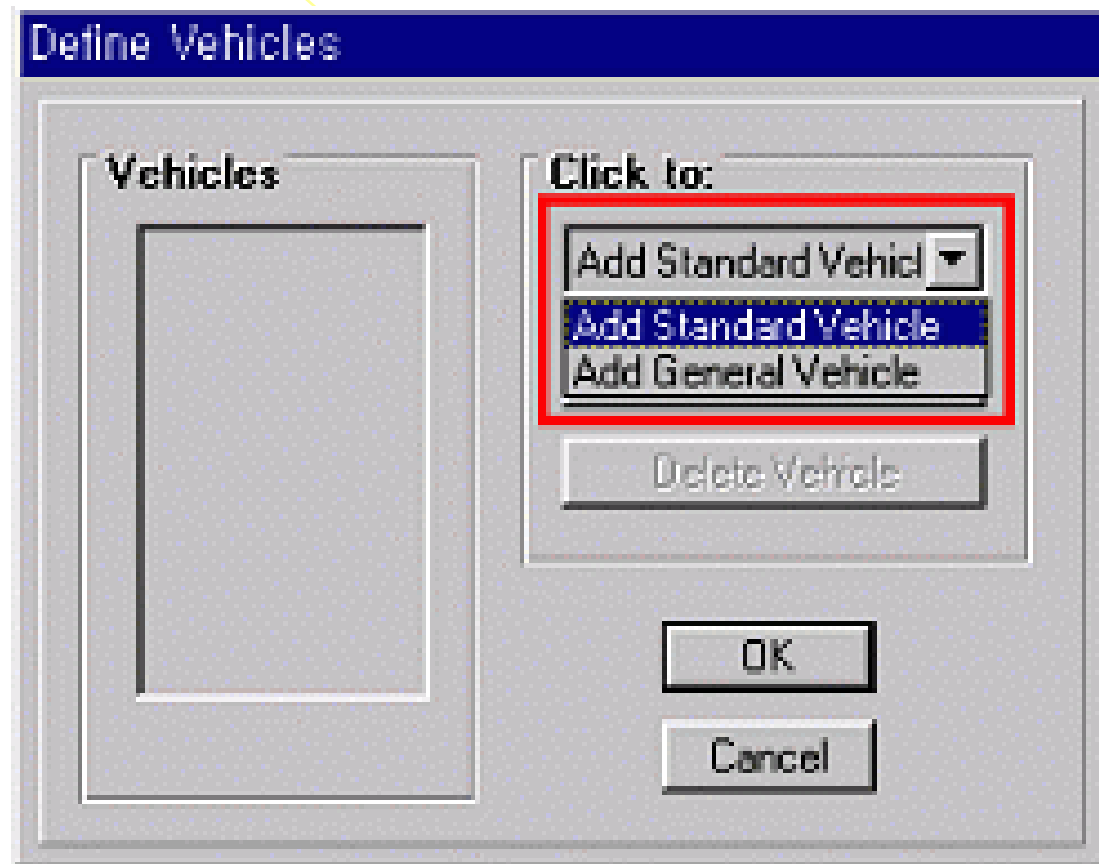 Define Vehicles
Vehicles
Click to:
Add Standard Vehicl
Add Standard Vehicle
Add General Vehicle
Delete Vehicle
OK
Cancel